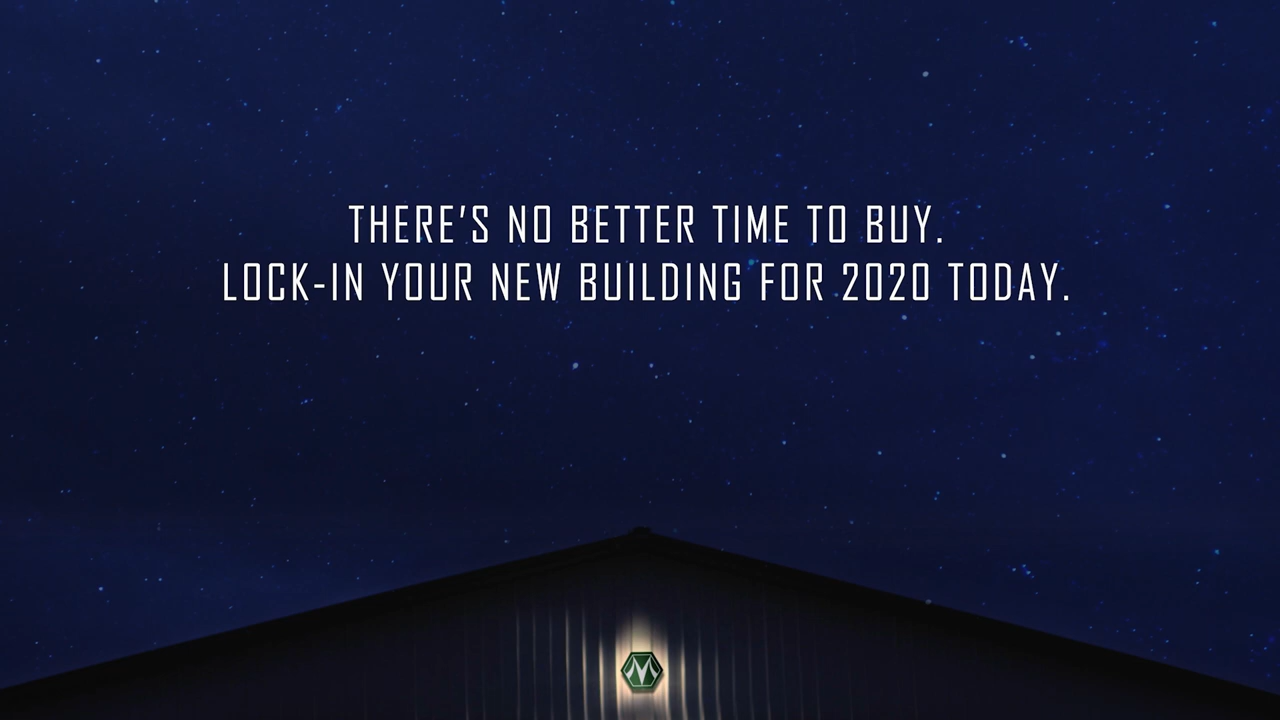 THERE'S NO BETTER TIME TO BUY.
LOCK-IN YOUR NEW BUILDING FOR 2020 TODAY.